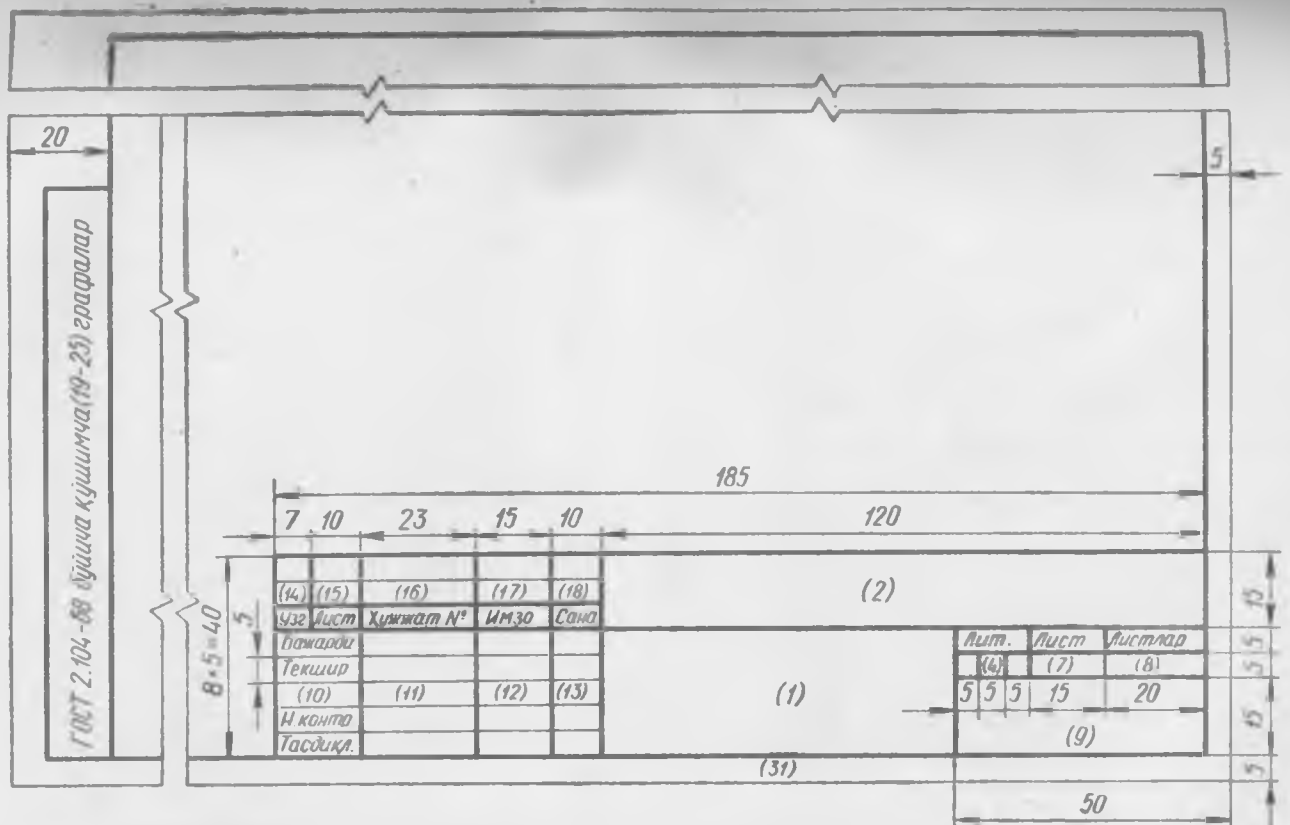 20
5
ГОСТ 2.104-68 бўйича қўшимча (19-25) графалар
185
7 10 23 15 10 120
(14) (15) (16) (17) (18) (2)
Узг Лист Ҳужжат № Имзо Сана
15
8×5=40
5
Бажарди
Текшир
(10) (11) (12) (13)
Н контр
Тасдиқл.
(1)
Лит. Лист Листлар
(4) (7) (8)
5 5 5 15 20
(9)
5
5
15
5
(31)
50